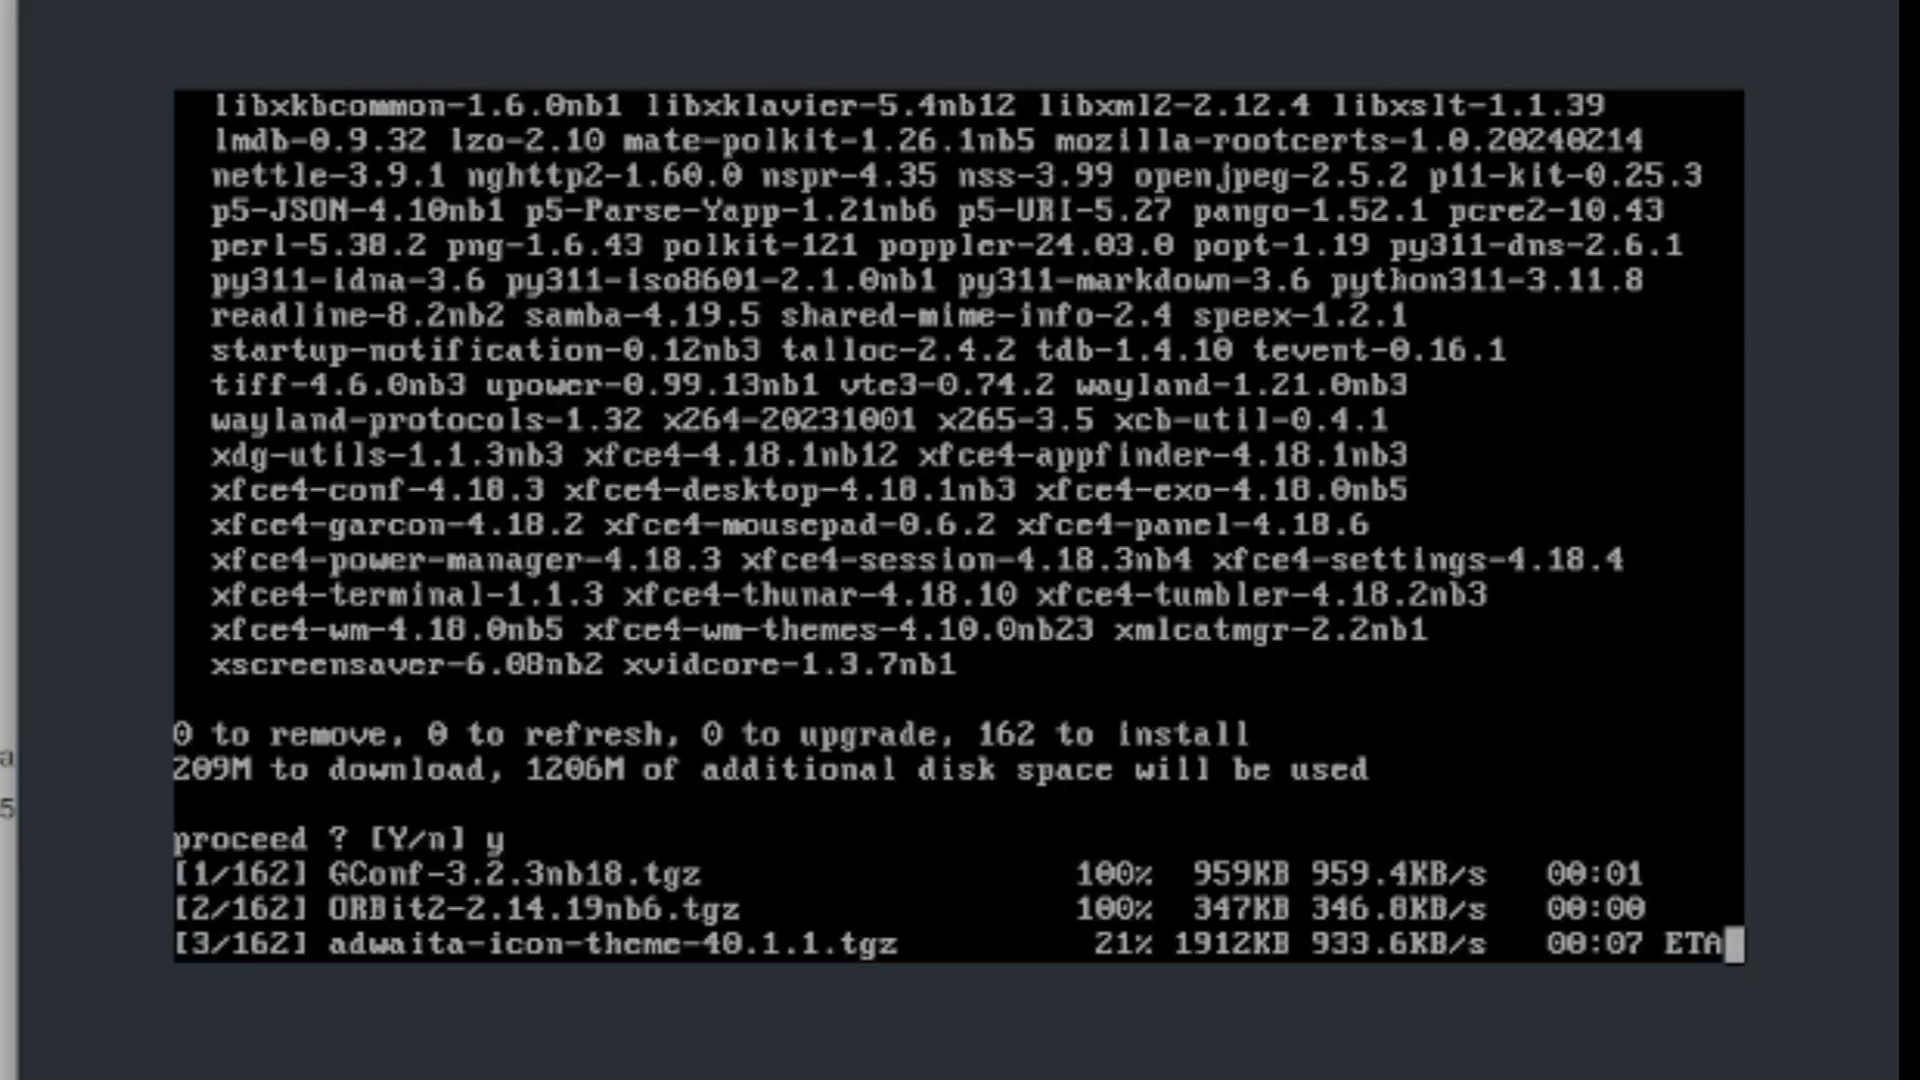 libxkbcommon-1.6.0nb1 libxklavier-5.4nb12 libxml2-2.12.4 libxslt-1.1.39
lmdb-0.9.32 lzo-2.10 mate-polkit-1.26.1nb5 mozilla-rootcerts-1.0.20240214
nettle-3.9.1 nghttp2-1.60.0 nspr-4.35 nss-3.99 openjpeg-2.5.2 p11-kit-0.25.3
p5-JSON-4.10nb1 p5-Parse-Yapp-1.21nb6 p5-URI-5.27 pango-1.52.1 pcre2-10.43
perl-5.38.2 png-1.6.43 polkit-121 poppler-24.03.0 popt-1.19 py311-dns-2.6.1
py311-idna-3.6 py311-iso8601-2.1.0nb1 py311-markdown-3.6 python311-3.11.8
readline-8.2nb2 samba-4.19.5 shared-mime-info-2.4 speex-1.2.1
startup-notification-0.12nb3 talloc-2.4.2 tdb-1.4.10 tevent-0.16.1
tiff-4.6.0nb3 upower-0.99.13nb1 vte3-0.74.2 wayland-1.21.0nb3
wayland-protocols-1.32 x264-20231001 x265-3.5 xcb-util-0.4.1
xdg-utils-1.1.3nb3 xfce4-4.18.1nb12 xfce4-appfinder-4.18.1nb3
xfce4-conf-4.18.3 xfce4-desktop-4.18.1nb3 xfce4-exo-4.18.0nb5
xfce4-garcon-4.18.2 xfce4-mousepad-0.6.2 xfce4-panel-4.18.6
xfce4-power-manager-4.18.3 xfce4-session-4.18.3nb4 xfce4-settings-4.18.4
xfce4-terminal-1.1.3 xfce4-thunar-4.18.10 xfce4-tumbler-4.18.2nb3
xfce4-wm-4.18.0nb5 xfce4-wm-themes-4.10.0nb23 xmlcatmgr-2.2nb1
xscreensaver-6.08nb2 xvidcore-1.3.7nb1
0 to remove, 0 to refresh, 0 to upgrade, 162 to install
209M to download, 1206M of additional disk space will be used
proceed ? [Y/n] y
[1/162] GConf-3.2.3nb18.tgz 100% 959KB 959.4KB/s 00:01
[2/162] ORBit2-2.14.19nb6.tgz 100% 347KB 346.8KB/s 00:00
[3/162] adwaita-icon-theme-40.1.1.tgz 21% 1912KB 933.6KB/s 00:07 ETA
a
5